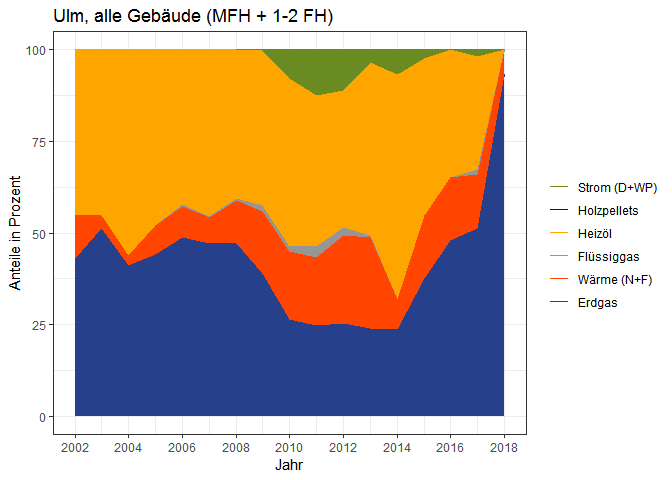 Ulm, alle Gebäude (MFH + 1-2 FH)
100
75
50
25
0
Anteile in Prozent
2002 2004 2006 2008 2010 2012 2014 2016 2018
Jahr
Strom (D+WP)
Holzpellets
Heizöl
Flüssiggas
Wärme (N+F)
Erdgas